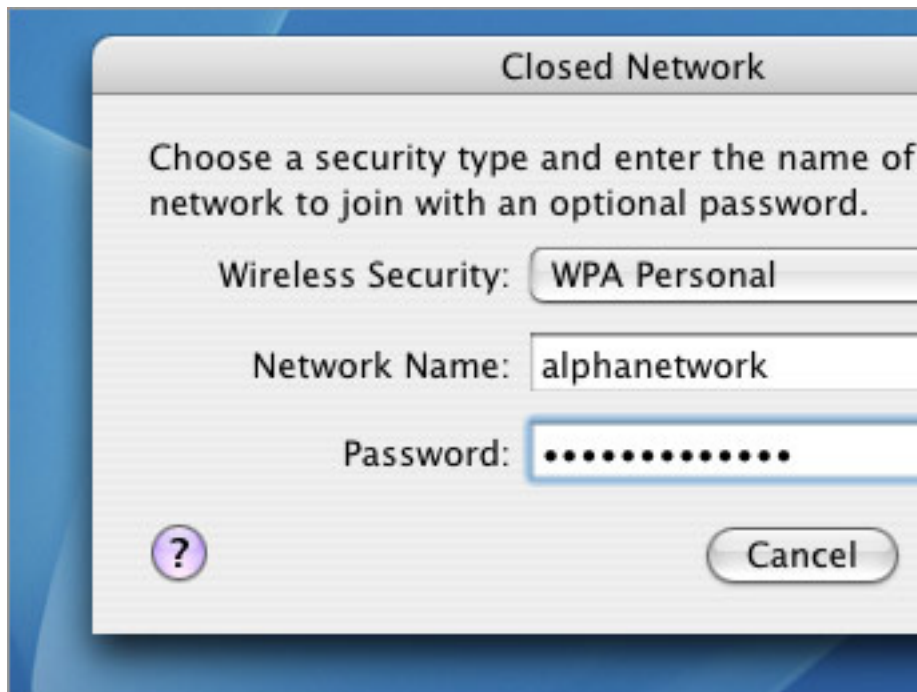 Closed Network
Choose a security type and enter the name of
network to join with an optional password.
Wireless Security: WPA Personal
Network Name: alphanetwork
Password: •••••••••••••
?
Cancel